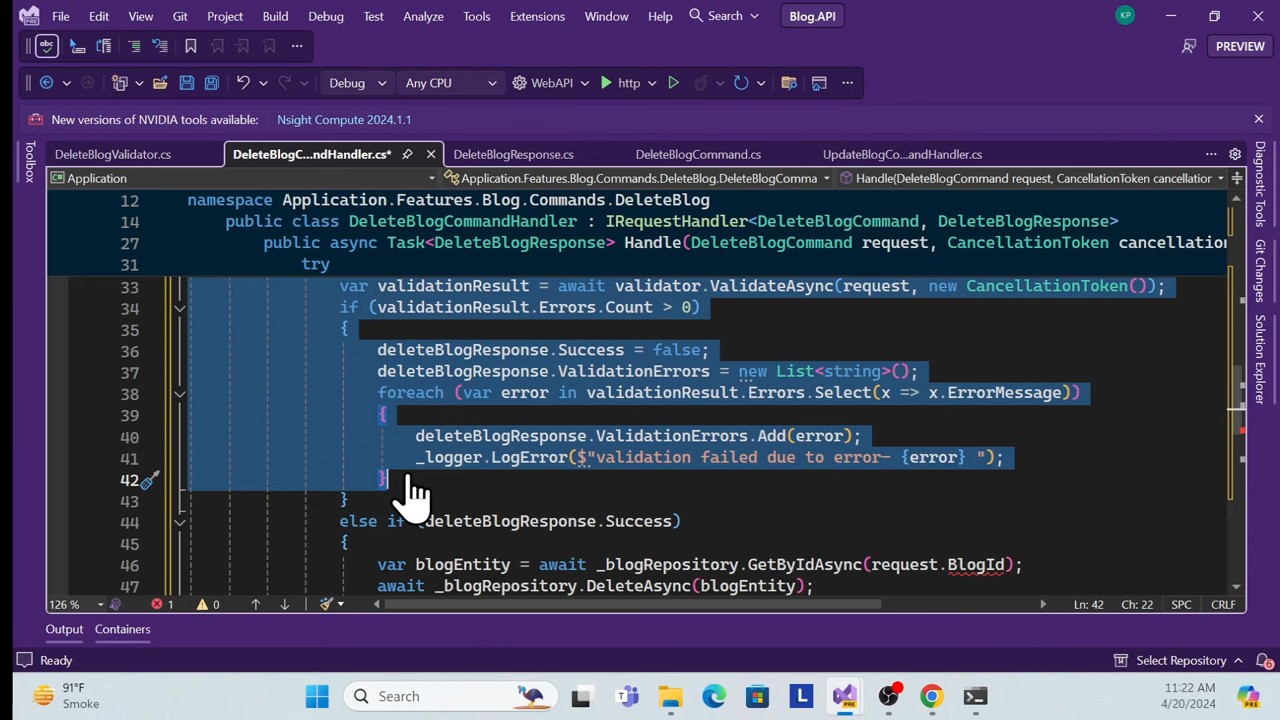 File Edit View Git Project Build Debug Test Analyze Tools Extensions Window Help Search Blog.API KP
abc PREVIEW
Debug Any CPU WebAPI http
New versions of NVIDIA tools available: Nsight Compute 2024.1.1
DeleteBlogValidator.cs DeleteBlogC...ndHandler.cs* DeleteBlogResponse.cs DeleteBlogCommand.cs UpdateBlogCo...andHandler.cs
Application Application.Features.Blog.Commands.DeleteBlog.DeleteBlogComma Handle(DeleteBlogCommand request, CancellationToken cancellation
12 namespace Application.Features.Blog.Commands.DeleteBlog
14 public class DeleteBlogCommandHandler : IRequestHandler<DeleteBlogCommand, DeleteBlogResponse>
27 public async Task<DeleteBlogResponse> Handle(DeleteBlogCommand request, CancellationToken cancellation
31 try
33 var validationResult = await validator.ValidateAsync(request, new CancellationToken());
34 if (validationResult.Errors.Count > 0)
35 {
36 deleteBlogResponse.Success = false;
37 deleteBlogResponse.ValidationErrors = new List<string>();
38 foreach (var error in validationResult.Errors.Select(x => x.ErrorMessage))
39 {
40 deleteBlogResponse.ValidationErrors.Add(error);
41 _logger.LogError($"validation failed due to error- {error} ");
42 }
43 }
44 else if (deleteBlogResponse.Success)
45 {
46 var blogEntity = await _blogRepository.GetByIdAsync(request.BlogId);
47 await _blogRepository.DeleteAsync(blogEntity);
126 % 1 0 Ln: 42 Ch: 22 SPC CRLF
Output Containers
Ready Select Repository 6
Toolbox
Diagnostic Tools
Git Changes
Solution Explorer
91°F
Smoke
Search
L
PRE
11:22 AM
4/20/2024
PRE